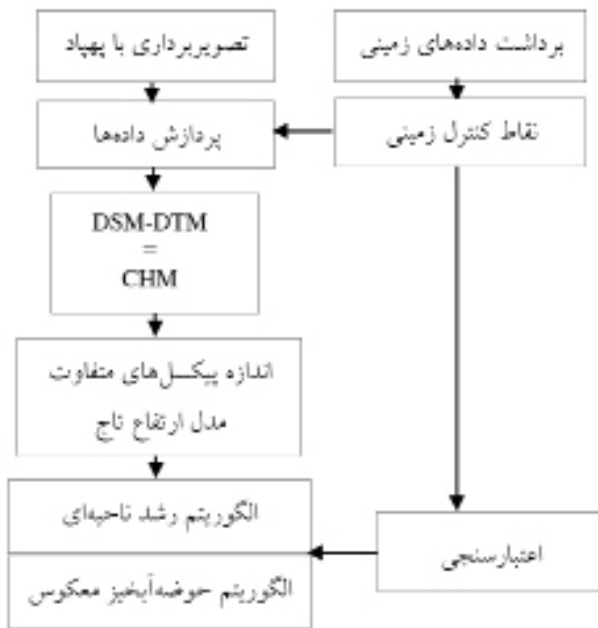 برداشت داده‌های زمینی
تصویربرداری با پهپاد
نقاط کنترل زمینی
پردازش داده‌ها
DSM-DTM
=
CHM
اندازه پیکسل‌های متفاوت
مدل ارتفاع تاج
الگوریتم رشد ناحیه‌ای
اعتبارسنجی
الگوریتم حوضه‌آبخیز معکوس